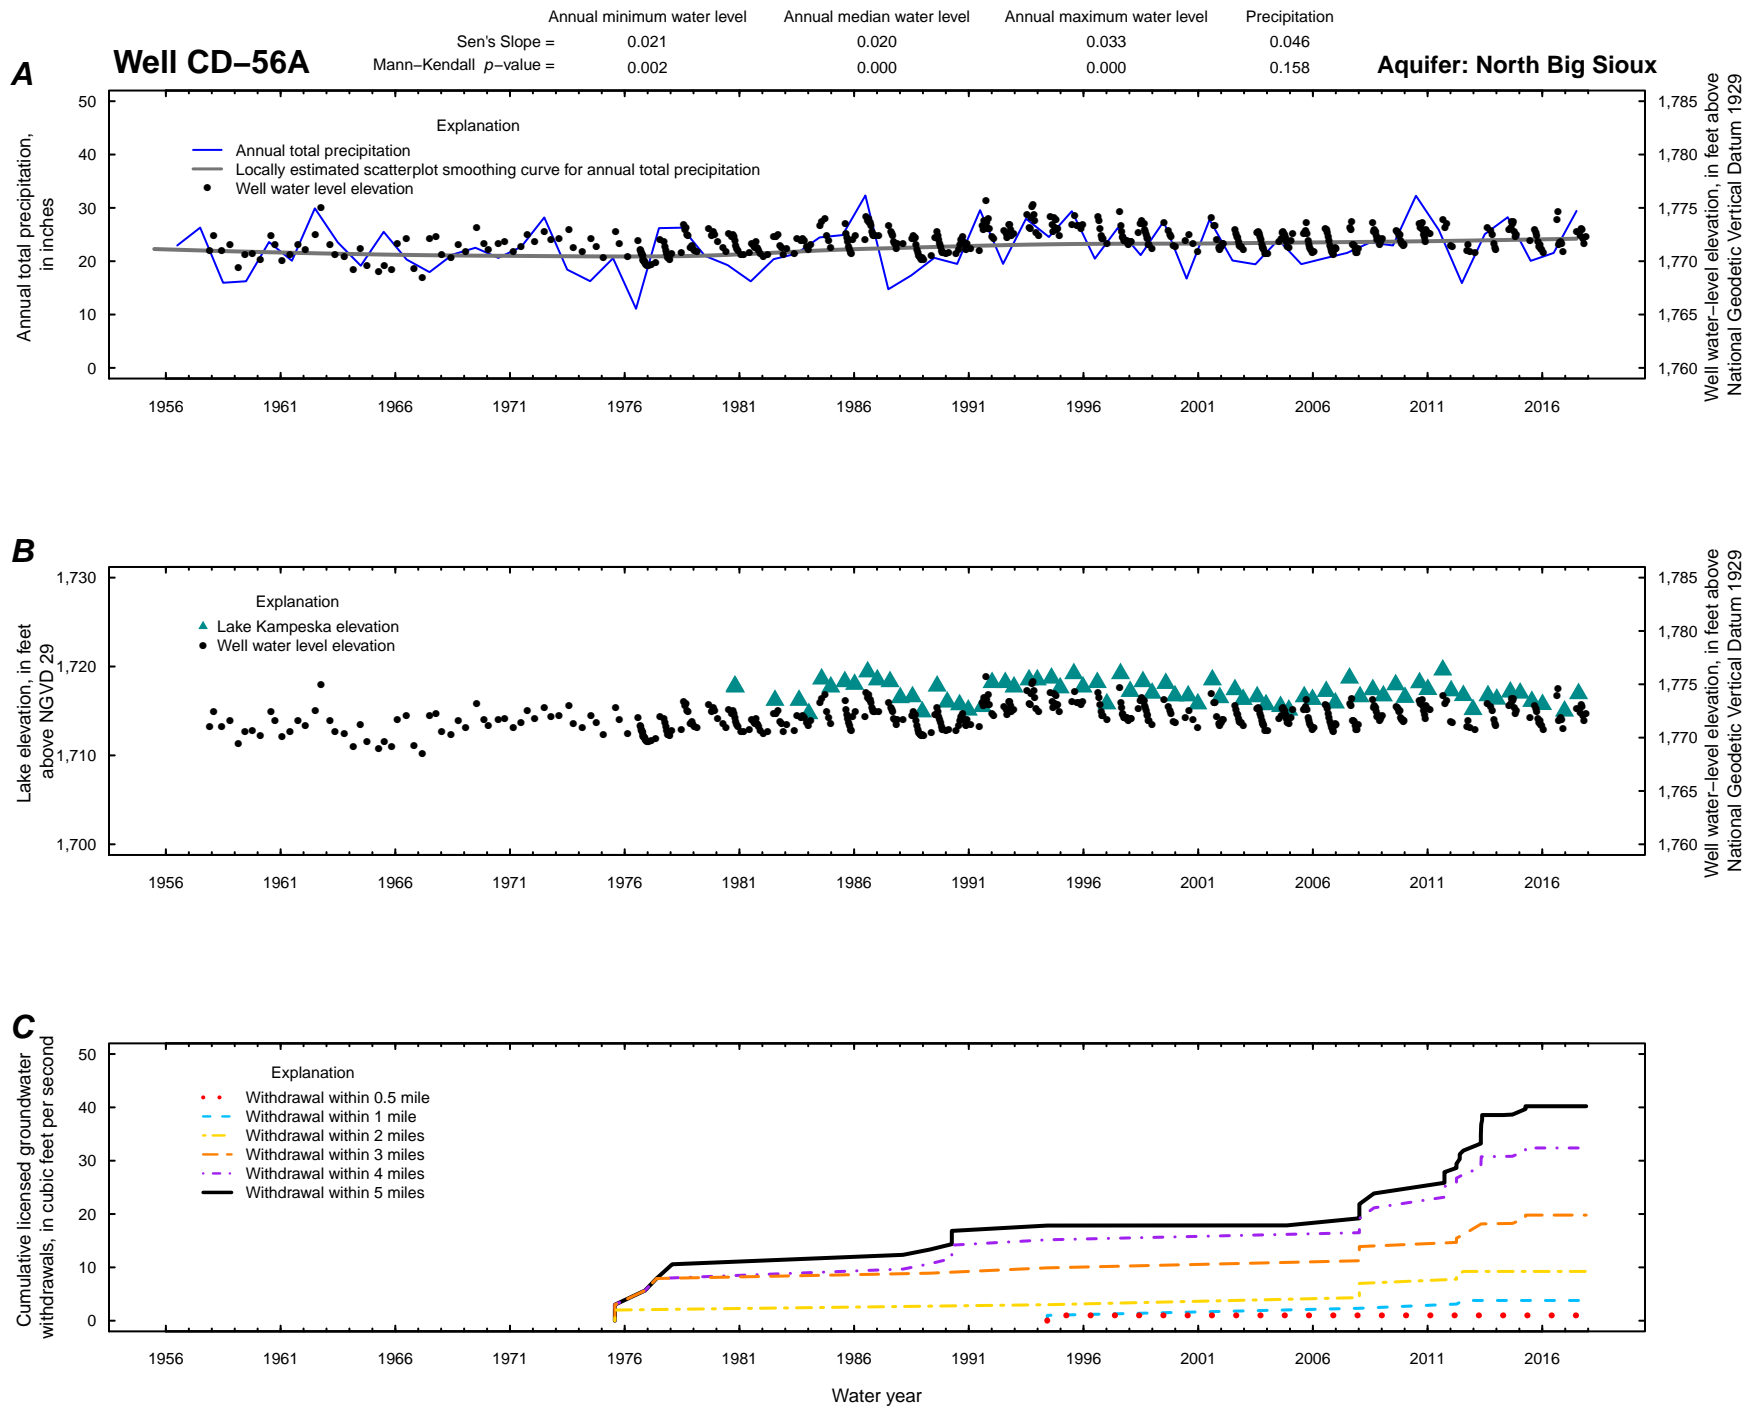 Annual minimum water level Annual median water level Annual maximum water level Precipitation
Sen's Slope = 0.021 0.020 0.033 0.046
Mann−Kendall p−value = 0.002 0.000 0.000 0.158
Well CD−56A
Aquifer: North Big Sioux
A
Annual total precipitation,
in inches
50
40
30
20
10
0
Explanation
Annual total precipitation
Locally estimated scatterplot smoothing curve for annual total precipitation
Well water level elevation
1,785
1,780
1,775
1,770
1,765
1,760
Well water−level elevation, in feet above
National Geodetic Vertical Datum 1929
1956 1961 1966 1971 1976 1981 1986 1991 1996 2001 2006 2011 2016
B
Lake elevation, in feet
above NGVD 29
1,730
1,720
1,710
1,700
Explanation
Lake Kampeska elevation
Well water level elevation
1,785
1,780
1,775
1,770
1,765
1,760
Well water−level elevation, in feet above
National Geodetic Vertical Datum 1929
1956 1961 1966 1971 1976 1981 1986 1991 1996 2001 2006 2011 2016
C
Cumulative licensed groundwater
withdrawals, in cubic feet per second
50
40
30
20
10
0
Explanation
Withdrawal within 0.5 mile
Withdrawal within 1 mile
Withdrawal within 2 miles
Withdrawal within 3 miles
Withdrawal within 4 miles
Withdrawal within 5 miles
1956 1961 1966 1971 1976 1981 1986 1991 1996 2001 2006 2011 2016
Water year